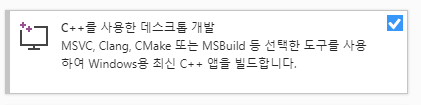 C++를 사용한 데스크톱 개발
MSVC, Clang, CMake 또는 MSBuild 등 선택한 도구를 사용
하여 Windows용 최신 C++ 앱을 빌드합니다.